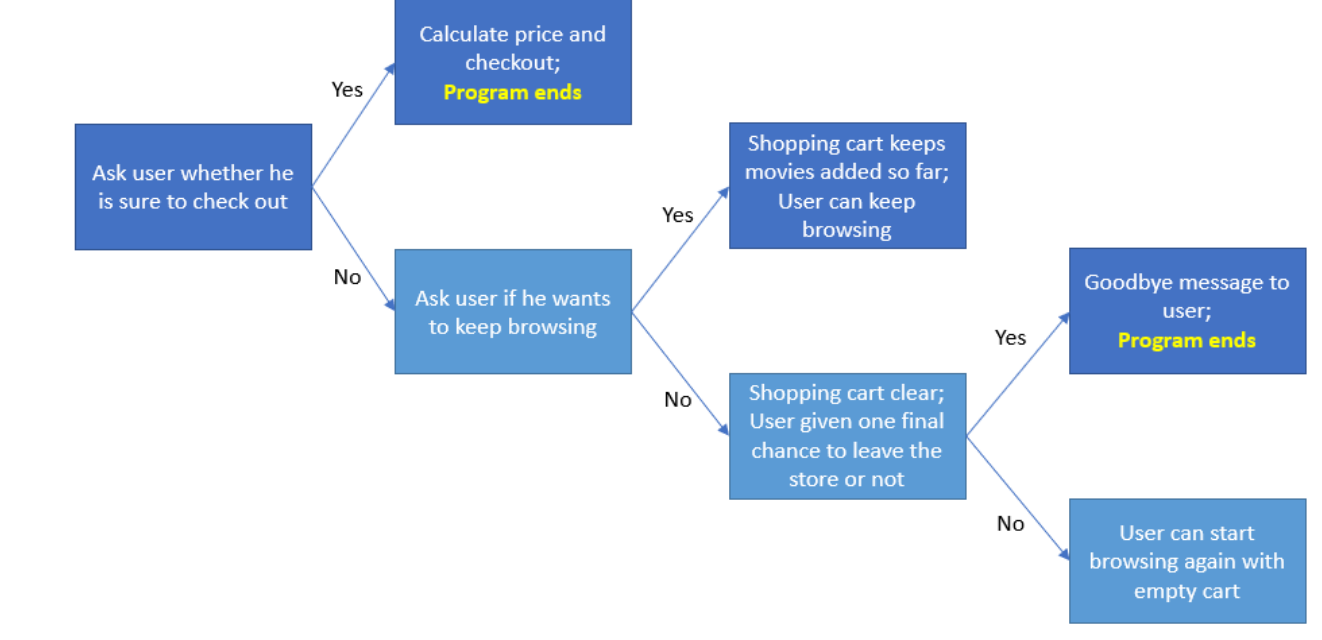 Calculate price and
checkout;
Program ends
Yes
Ask user whether he
is sure to check out
No
Shopping cart keeps
movies added so far;
User can keep
browsing
Yes
Ask user if he wants
to keep browsing
No
Goodbye message to
user;
Program ends
Yes
Shopping cart clear;
User given one final
chance to leave the
store or not
No
User can start
browsing again with
empty cart